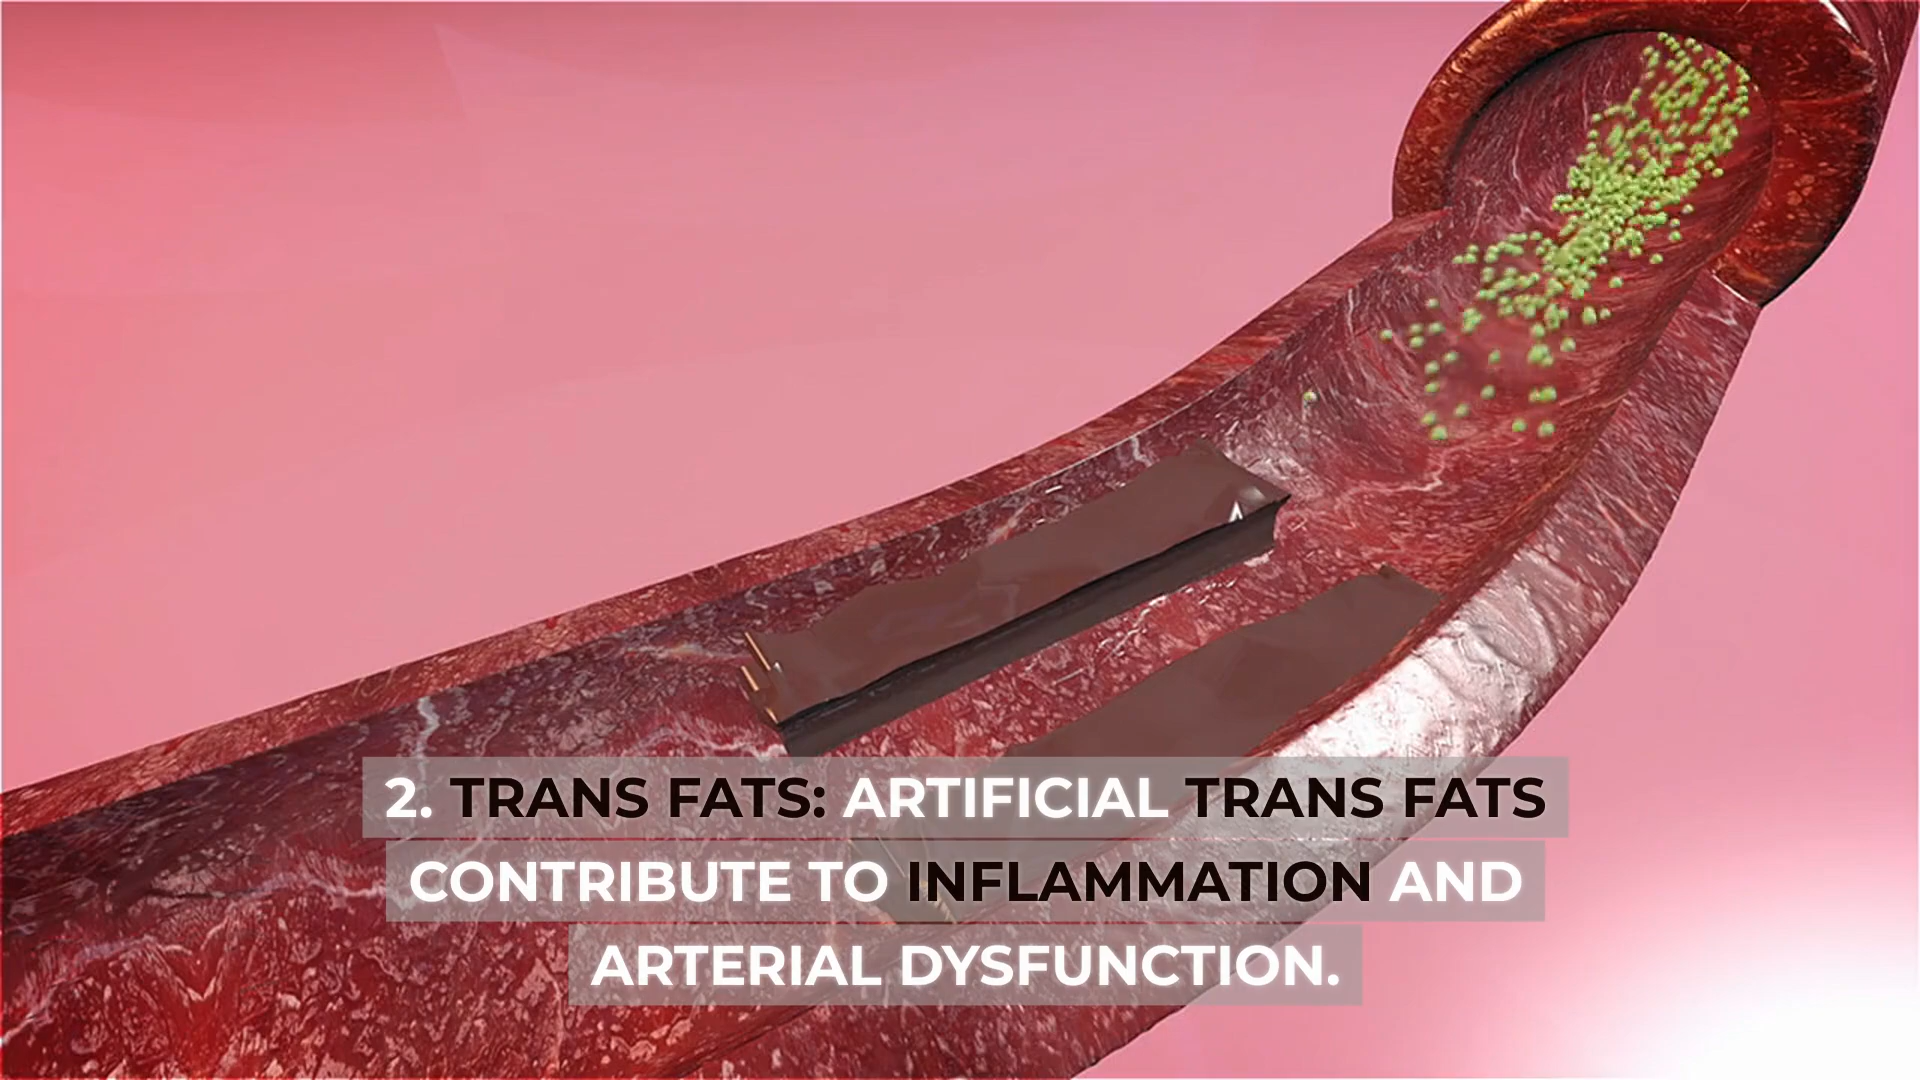 2. TRANS FATS: ARTIFICIAL TRANS FATS
CONTRIBUTE TO INFLAMMATION AND
ARTERIAL DYSFUNCTION.